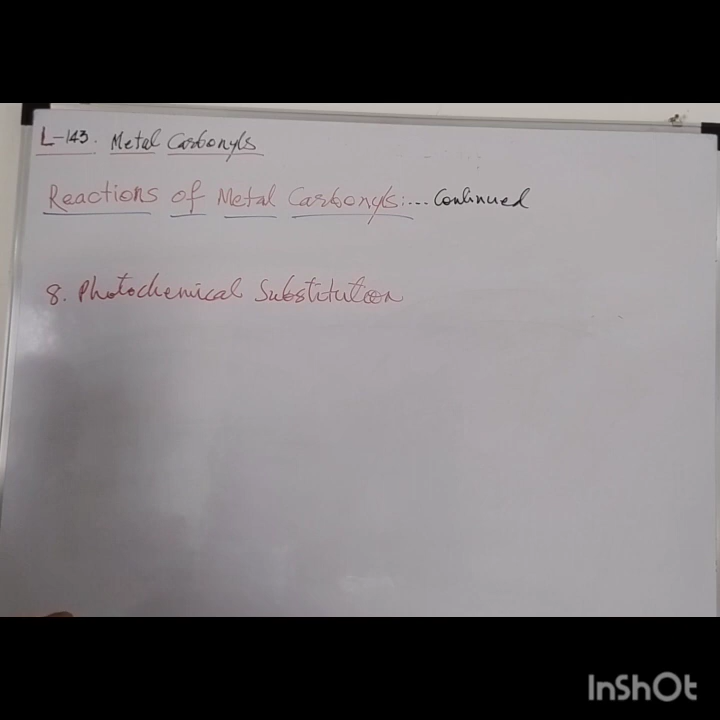 L-143. Metal Carbonyls
Reactions of Metal Carbonyls:... Continued
8. Photochemical Substitution
InShOt